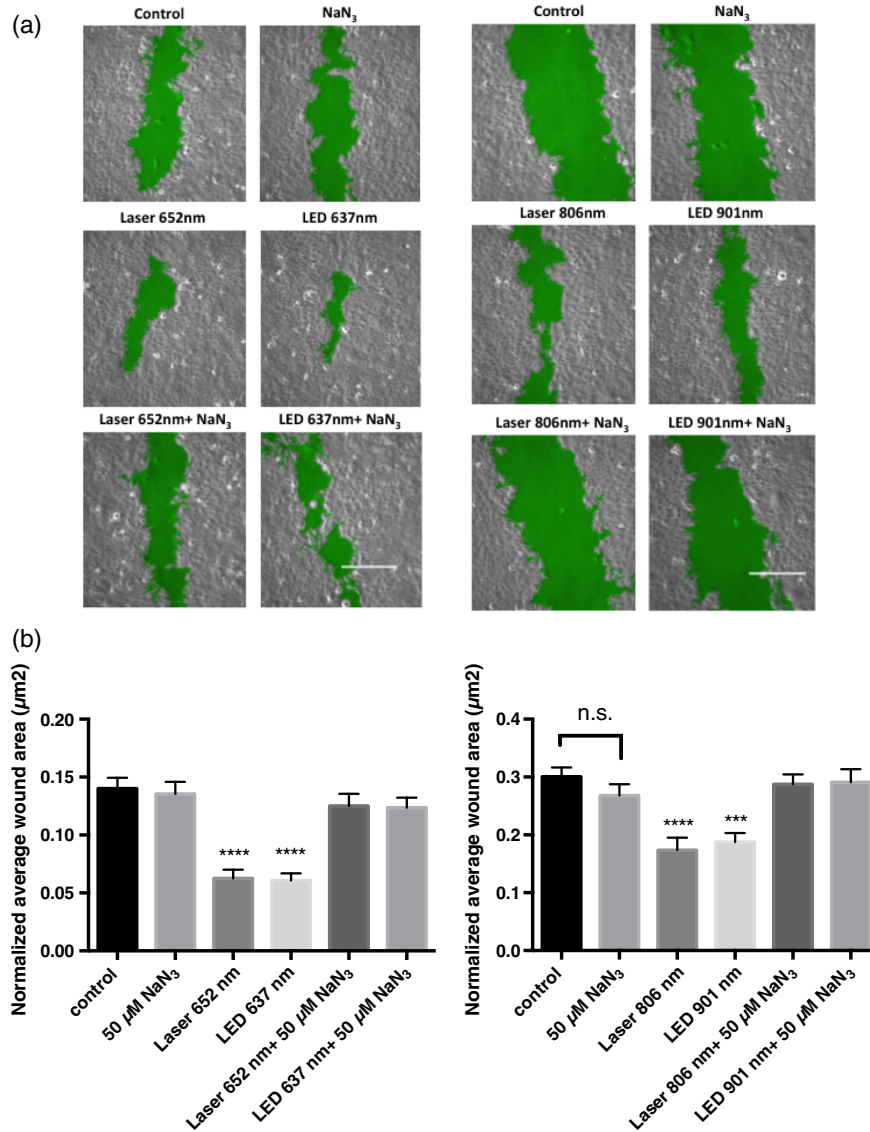 (a)
Control
NaN3
Control
NaN3
Laser 652nm
LED 637nm
Laser 806nm
LED 901nm
Laser 652nm+ NaN3
LED 637nm+ NaN3
Laser 806nm+ NaN3
LED 901nm+ NaN3
(b)
Normalized average wound area (µm2)
0.20
0.15
0.10
0.05
0.00
****
****
control
50 µM NaN3
Laser 652 nm
LED 637 nm
Laser 652 nm+ 50 µM NaN3
LED 637 nm+ 50 µM NaN3
Normalized average wound area (µm2)
0.4
0.3
0.2
0.1
0.0
n.s.
****
***
control
50 µM NaN3
Laser 806 nm
LED 901 nm
Laser 806 nm+ 50 µM NaN3
LED 901 nm+ 50 µM NaN3